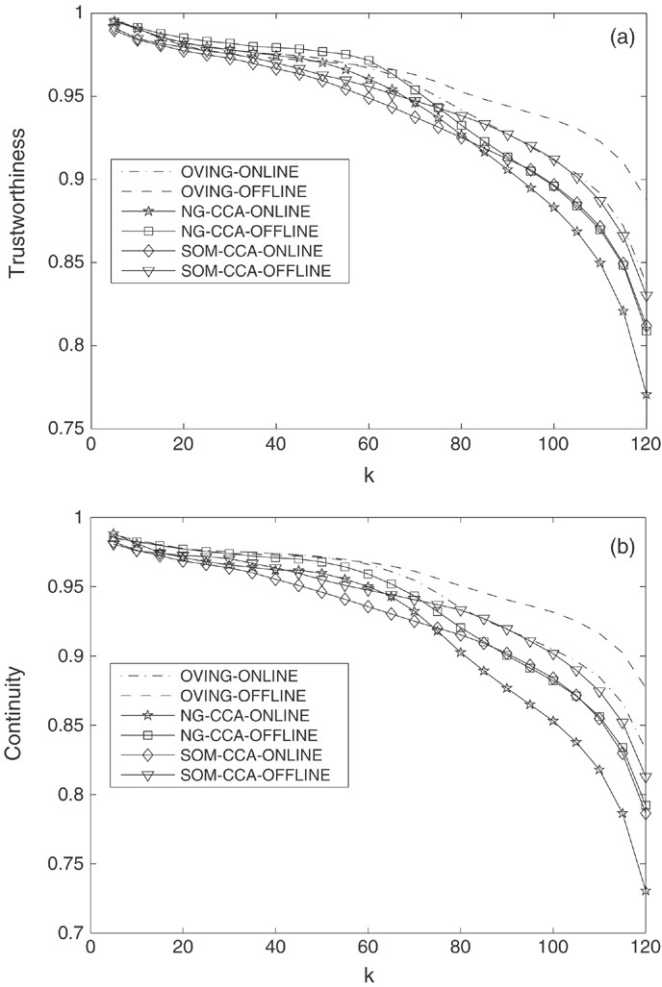 1
(a)
0.95
0.9
0.85
0.8
0.75
Trustworthiness
OVING-ONLINE
OVING-OFFLINE
NG-CCA-ONLINE
NG-CCA-OFFLINE
SOM-CCA-ONLINE
SOM-CCA-OFFLINE
0 20 40 60 80 100 120
k
1
(b)
0.95
0.9
0.85
0.8
0.75
0.7
Continuity
OVING-ONLINE
OVING-OFFLINE
NG-CCA-ONLINE
NG-CCA-OFFLINE
SOM-CCA-ONLINE
SOM-CCA-OFFLINE
0 20 40 60 80 100 120
k